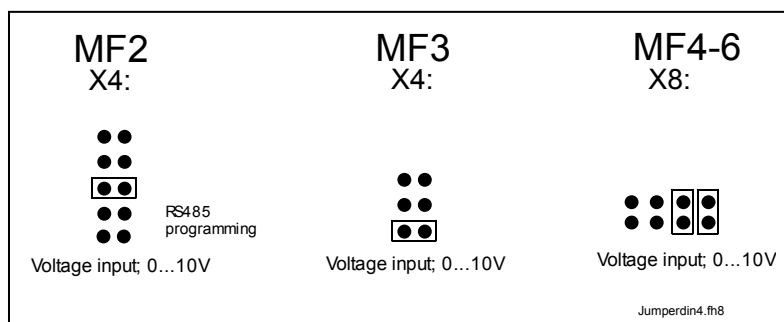 MF2
X4:
RS485
programming
Voltage input; 0...10V
MF3
X4:
Voltage input; 0...10V
MF4-6
X8:
Voltage input; 0...10V
Jumperdin4.fh8